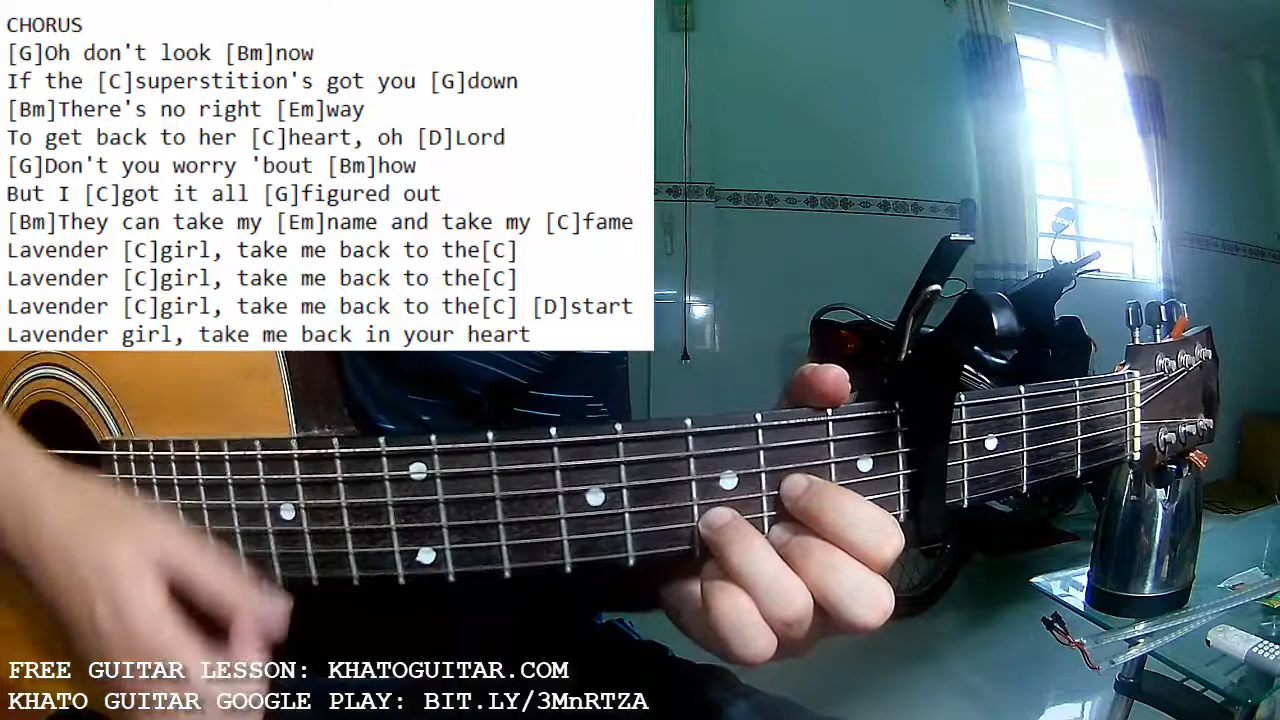 CHORUS
[G]Oh don't look [Bm]now
If the [C]superstition's got you [G]down
[Bm]There's no right [Em]way
To get back to her [C]heart, oh [D]Lord
[G]Don't you worry 'bout [Bm]how
But I [C]got it all [G]figured out
[Bm]They can take my [Em]name and take my [C]fame
Lavender [C]girl, take me back to the[C]
Lavender [C]girl, take me back to the[C]
Lavender [C]girl, take me back to the[C] [D]start
Lavender girl, take me back in your heart
FREE GUITAR LESSON: KHATOGUITAR.COM
KHATO GUITAR GOOGLE PLAY: BIT.LY/3MnRTZA